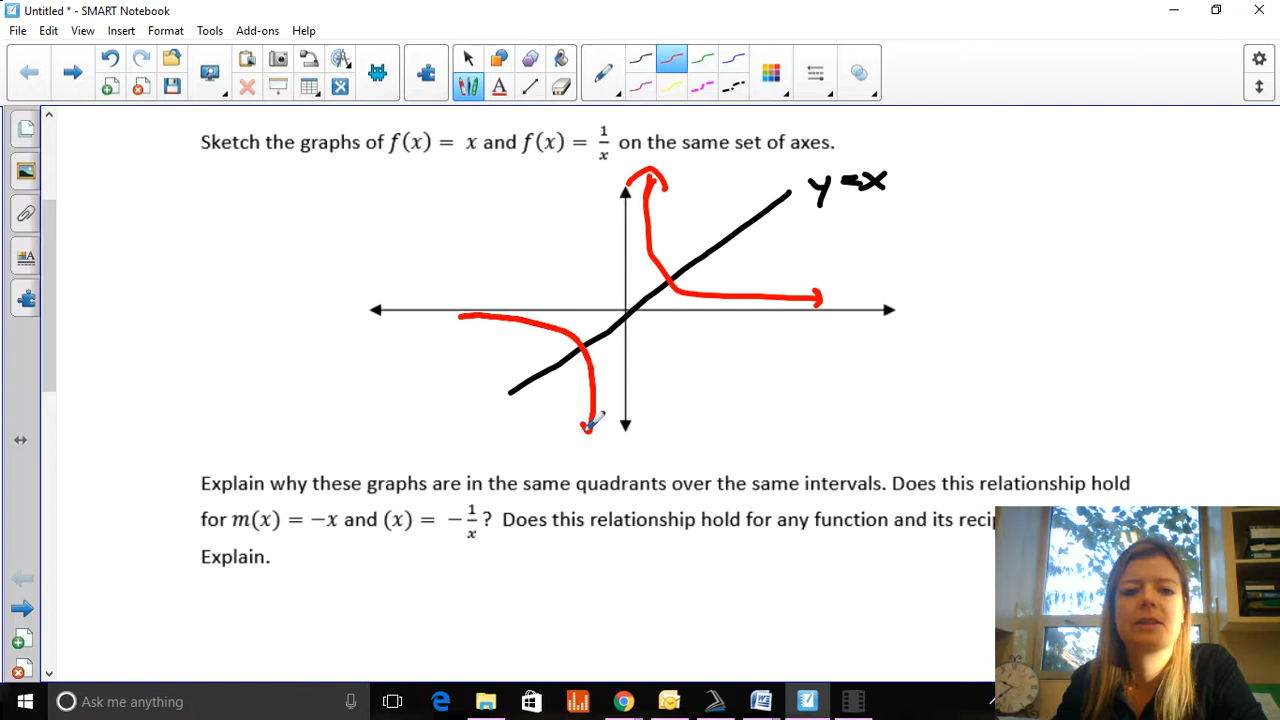 Untitled * - SMART Notebook
File Edit View Insert Format Tools Add-ons Help
Sketch the graphs of f(x) = x and f(x) = 1/x on the same set of axes.
y = x
Explain why these graphs are in the same quadrants over the same intervals. Does this relationship hold
for m(x) = −x and (x) = −1/x? Does this relationship hold for any function and its
Explain.
Ask me anything